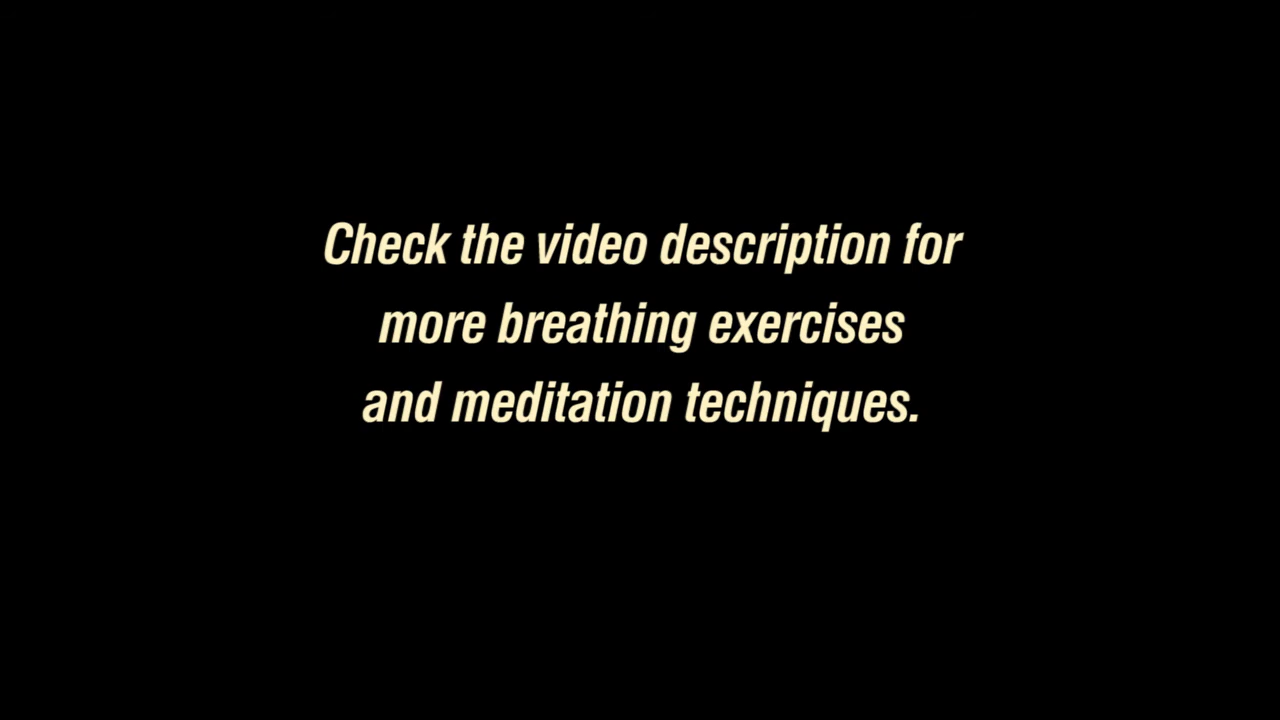 Check the video description for
more breathing exercises
and meditation techniques.